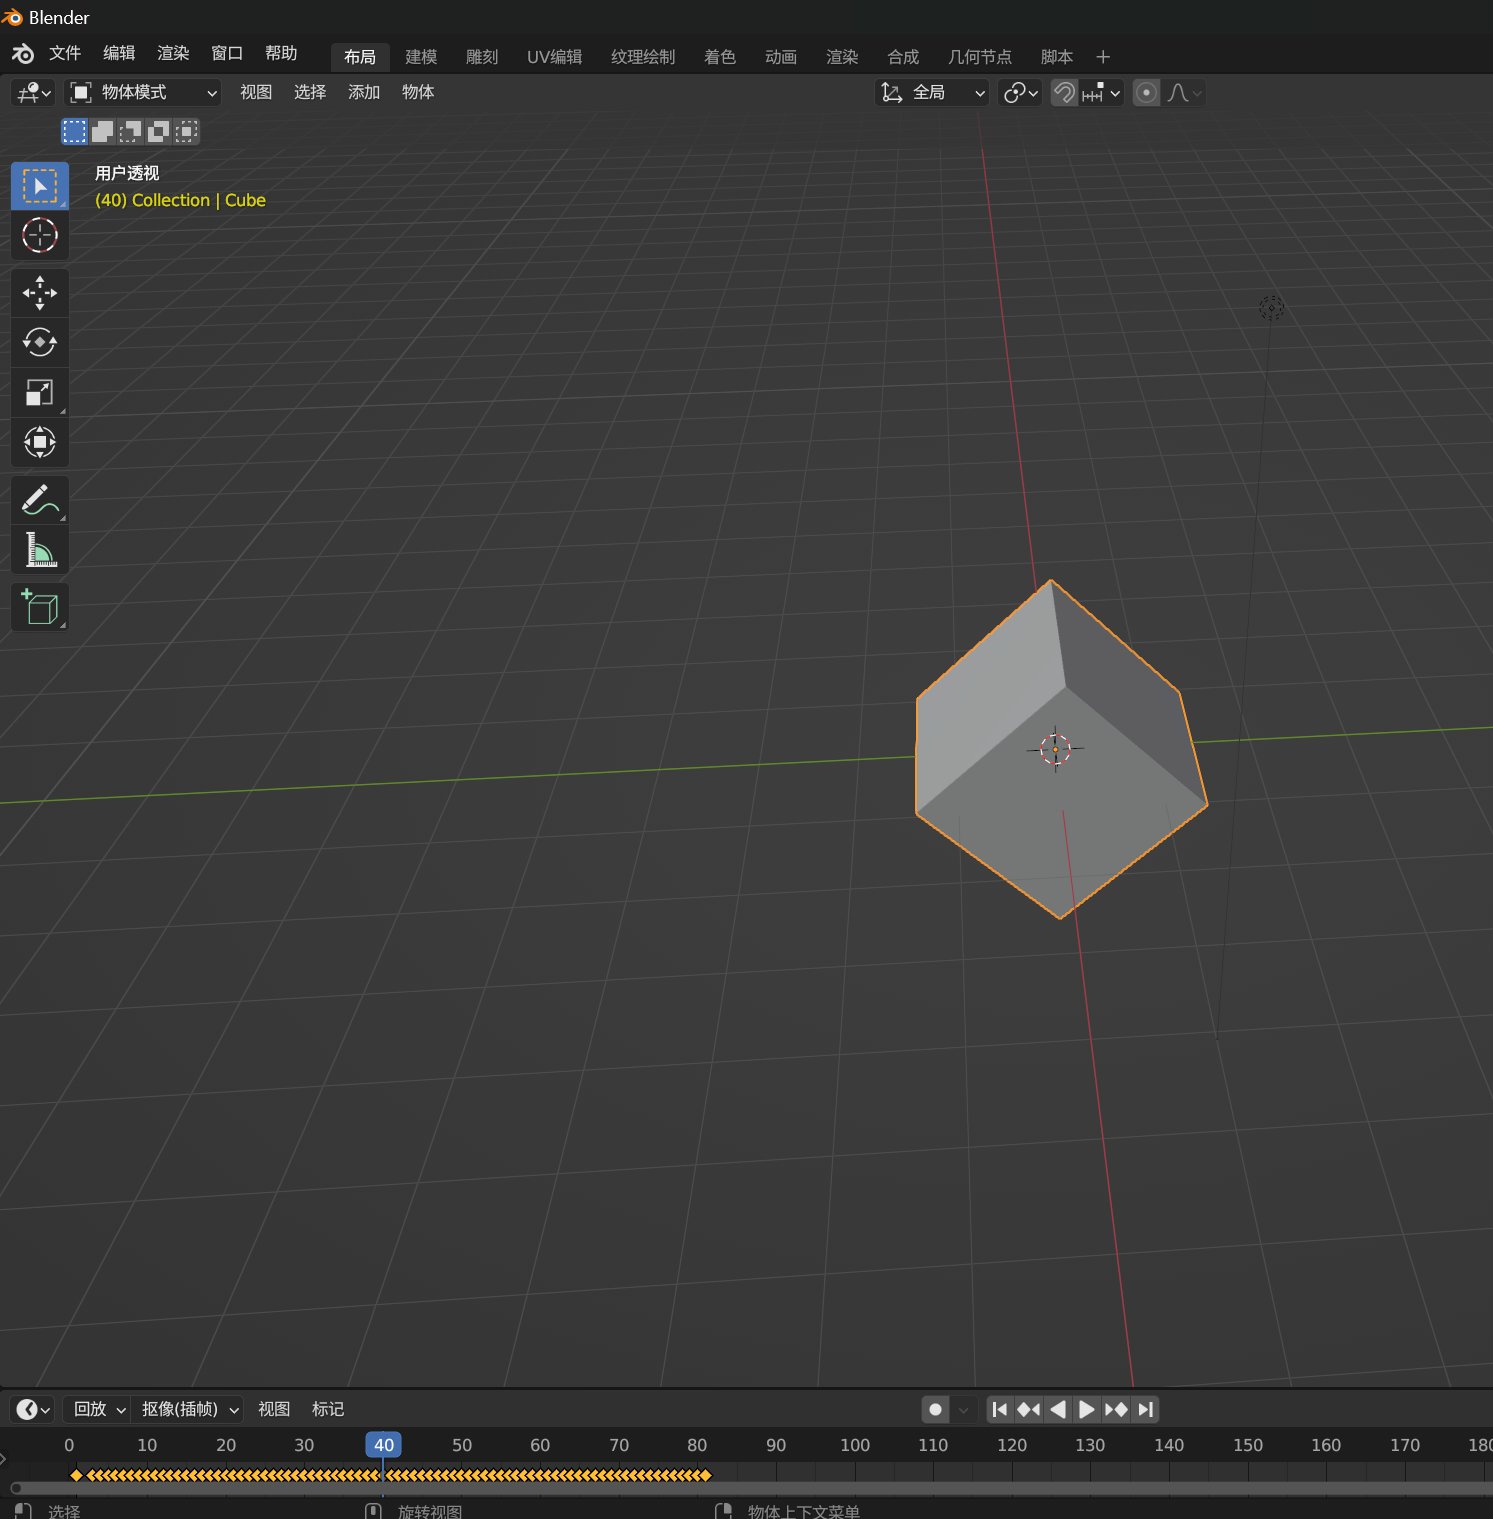 Blender
文件 编辑 渲染 窗口 帮助 布局 建模 雕刻 UV编辑 纹理绘制 着色 动画 渲染 合成 几何节点 脚本 +
物体模式 视图 选择 添加 物体 全局
用户透视
(40) Collection | Cube
回放 抠像(插帧) 视图 标记
0 10 20 30 40 50 60 70 80 90 100 110 120 130 140 150 160 170 180
选择 旋转视图 物体上下文菜单